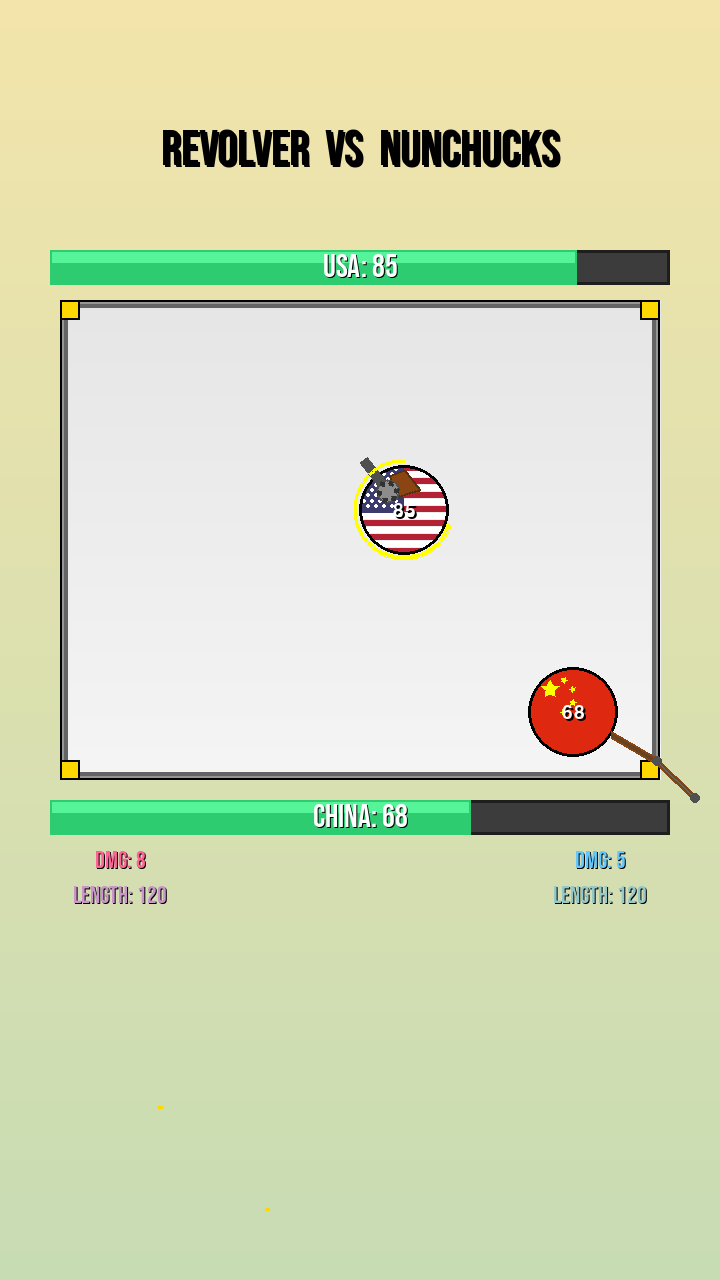 REVOLVER VS NUNCHUCKS
USA: 85
85
68
CHINA: 68
DMG: 8
DMG: 5
LENGTH: 120
LENGTH: 120